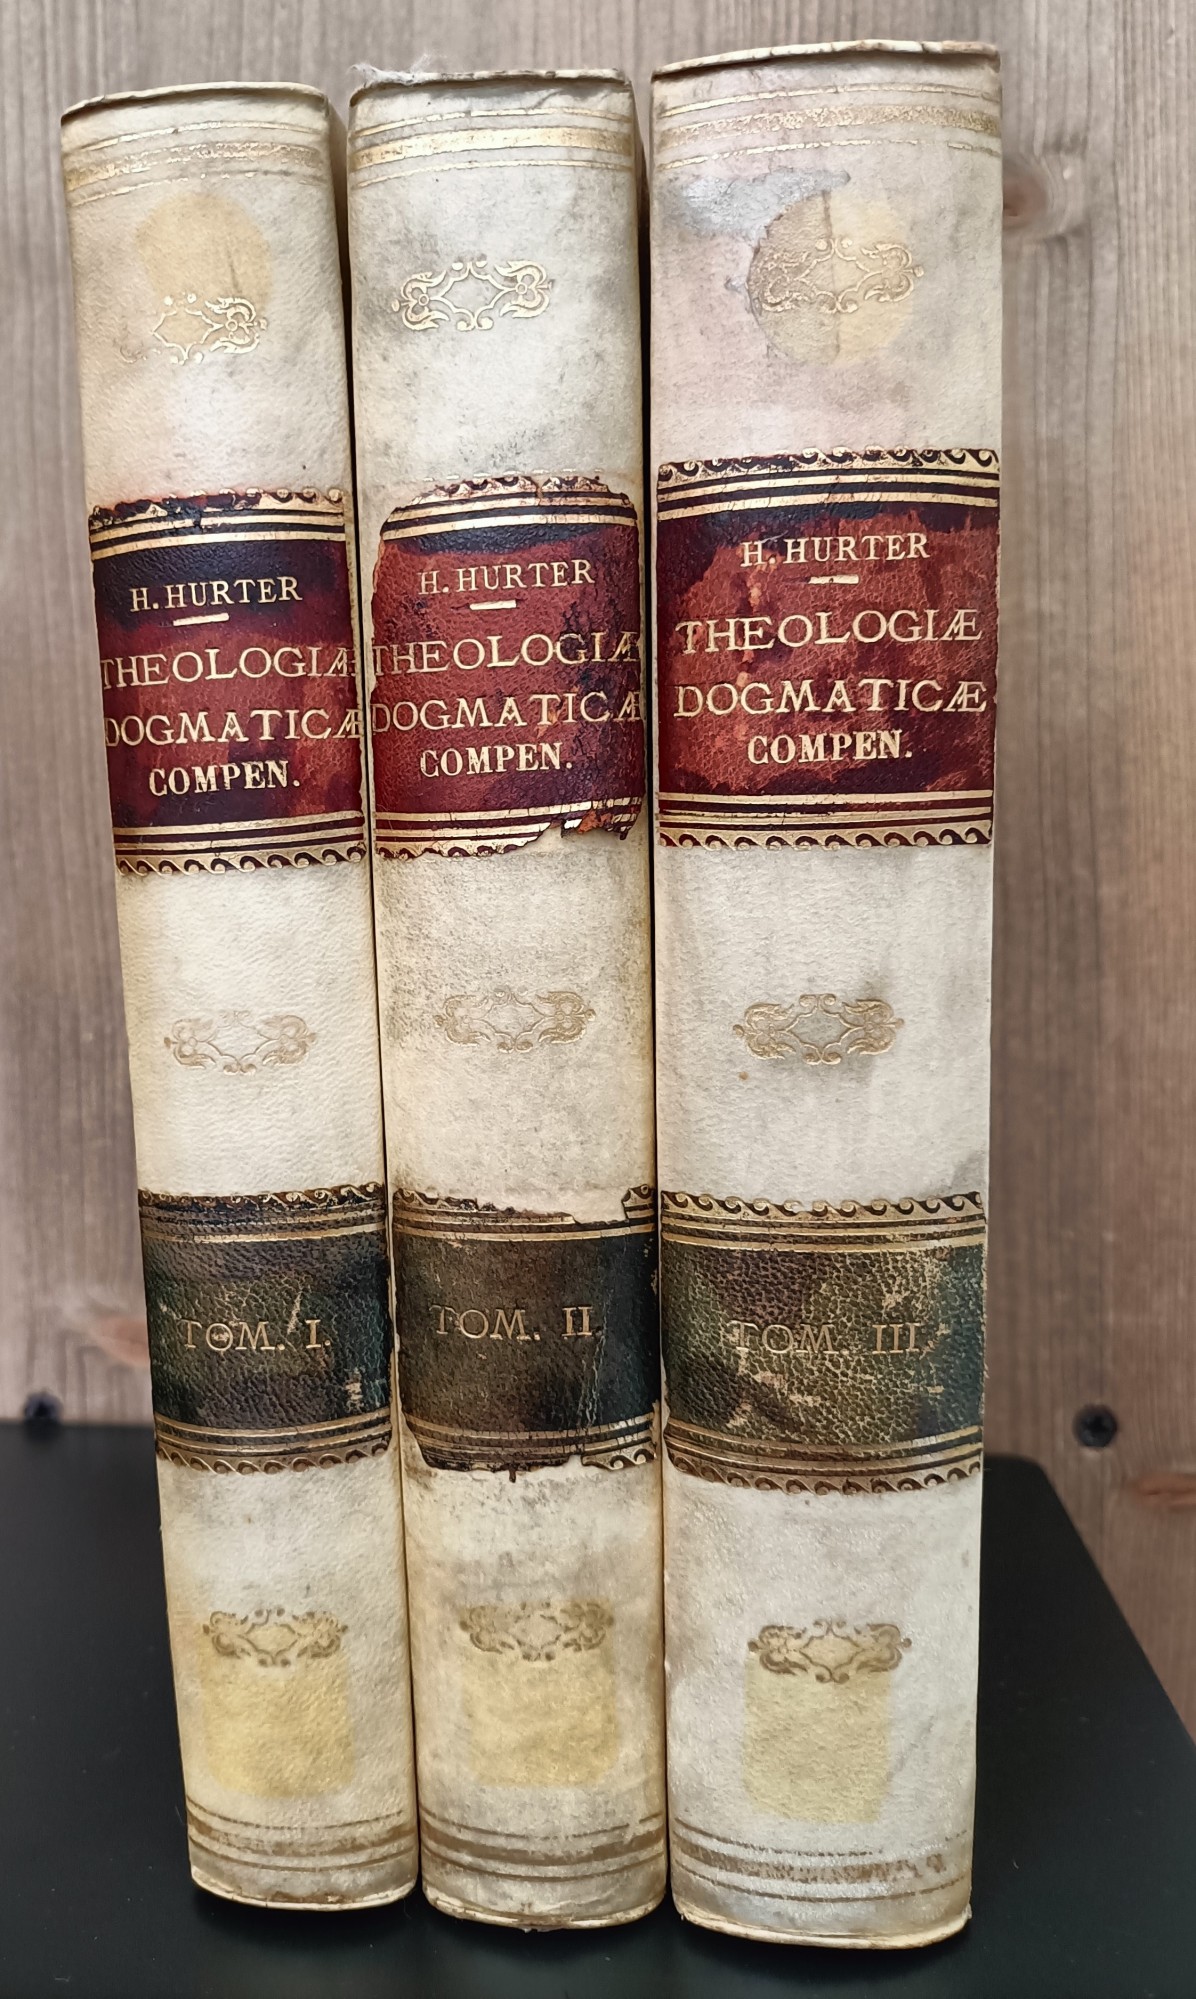 H. HURTER
THEOLOGIÆ
DOGMATICÆ
COMPEN.
TOM. I.
H. HURTER
THEOLOGIÆ
DOGMATICÆ
COMPEN.
TOM. II.
H. HURTER
THEOLOGIÆ
DOGMATICÆ
COMPEN.
TOM. III.